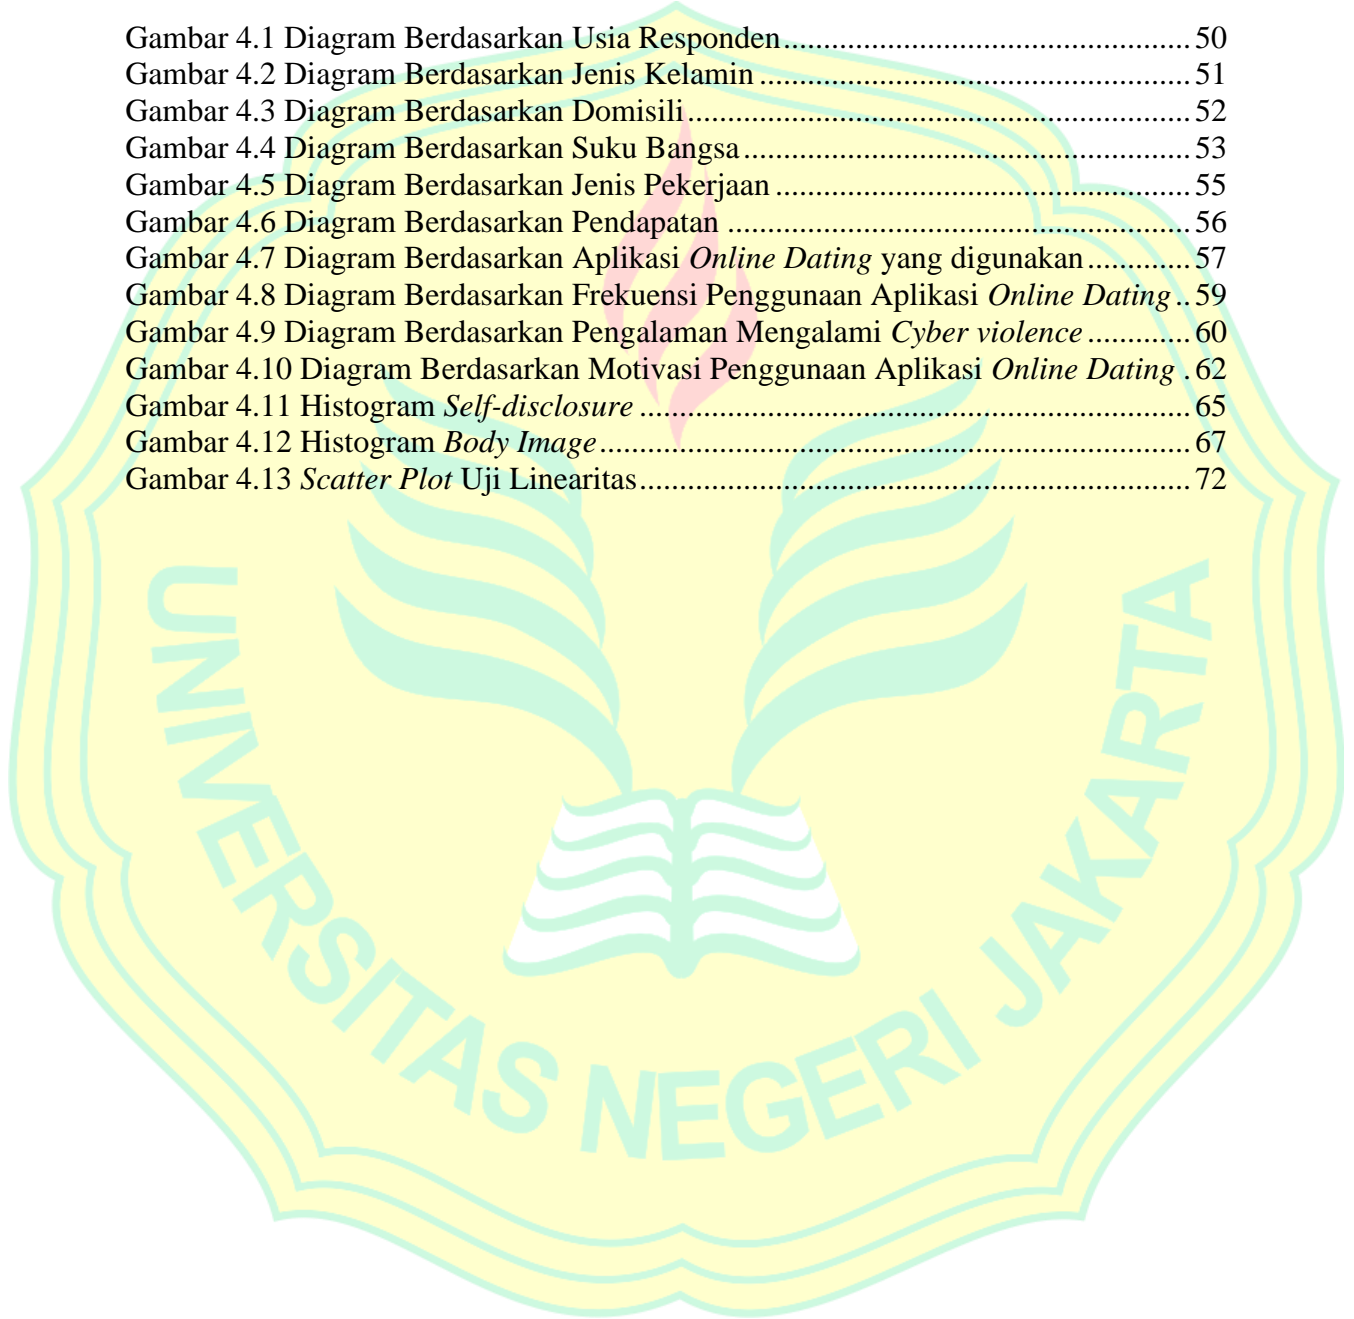 Gambar 4.1 Diagram Berdasarkan Usia Responden.......................................................50
Gambar 4.2 Diagram Berdasarkan Jenis Kelamin..........................................................51
Gambar 4.3 Diagram Berdasarkan Domisili...................................................................52
Gambar 4.4 Diagram Berdasarkan Suku Bangsa............................................................53
Gambar 4.5 Diagram Berdasarkan Jenis Pekerjaan........................................................55
Gambar 4.6 Diagram Berdasarkan Pendapatan..............................................................56
Gambar 4.7 Diagram Berdasarkan Aplikasi Online Dating yang digunakan.............57
Gambar 4.8 Diagram Berdasarkan Frekuensi Penggunaan Aplikasi Online Dating..59
Gambar 4.9 Diagram Berdasarkan Pengalaman Mengalami Cyber violence.............60
Gambar 4.10 Diagram Berdasarkan Motivasi Penggunaan Aplikasi Online Dating.62
Gambar 4.11 Histogram Self-disclosure.........................................................................65
Gambar 4.12 Histogram Body Image..............................................................................67
Gambar 4.13 Scatter Plot Uji Linearitas.........................................................................72
UNIVERSITAS NEGERI JAKARTA